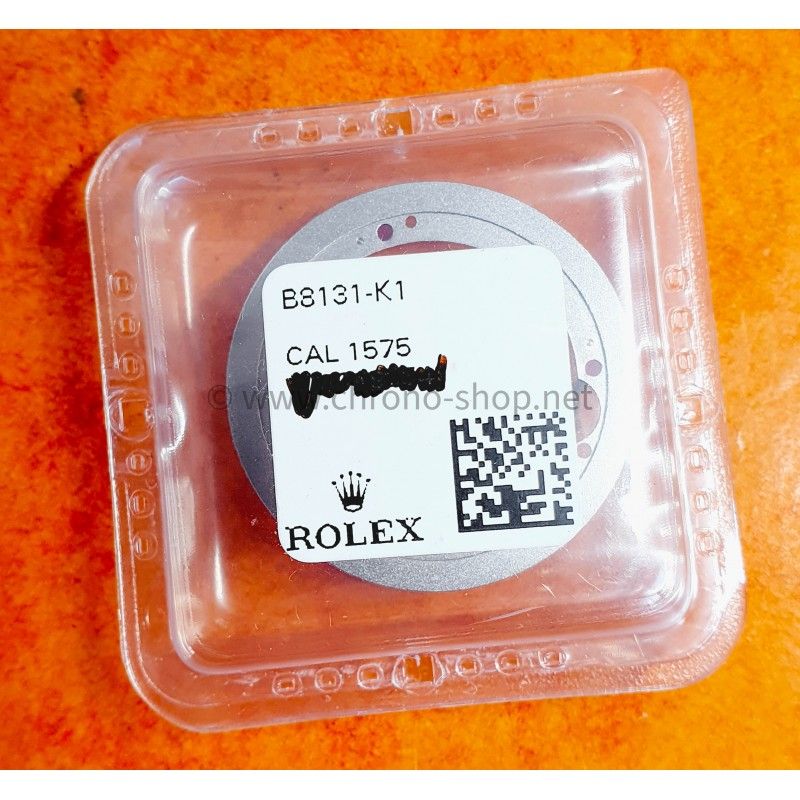 B8131-K1
CAL 1575
© www.chrono-shop.net
ROLEX